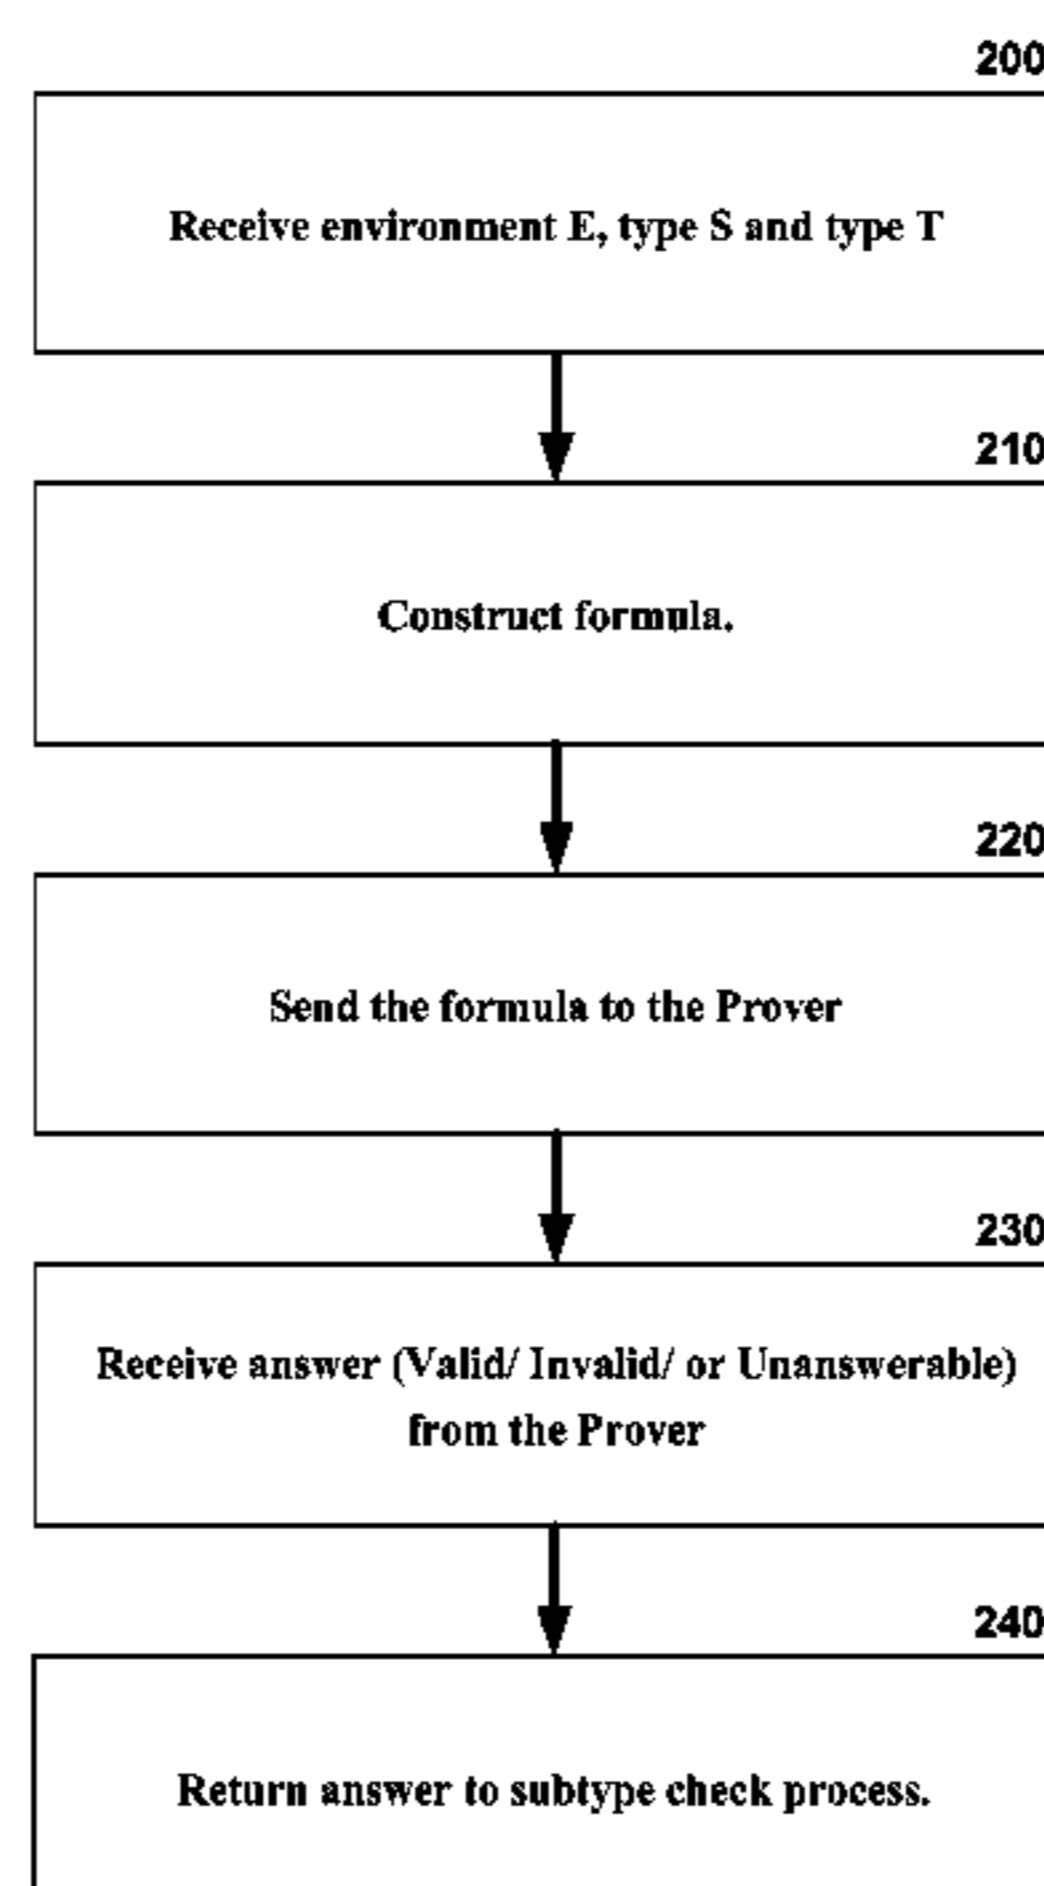 200
Receive environment E, type S and type T
210
Construct formula.
220
Send the formula to the Prover
230
Receive answer (Valid/ Invalid/ or Unanswerable)
from the Prover
240
Return answer to subtype check process.